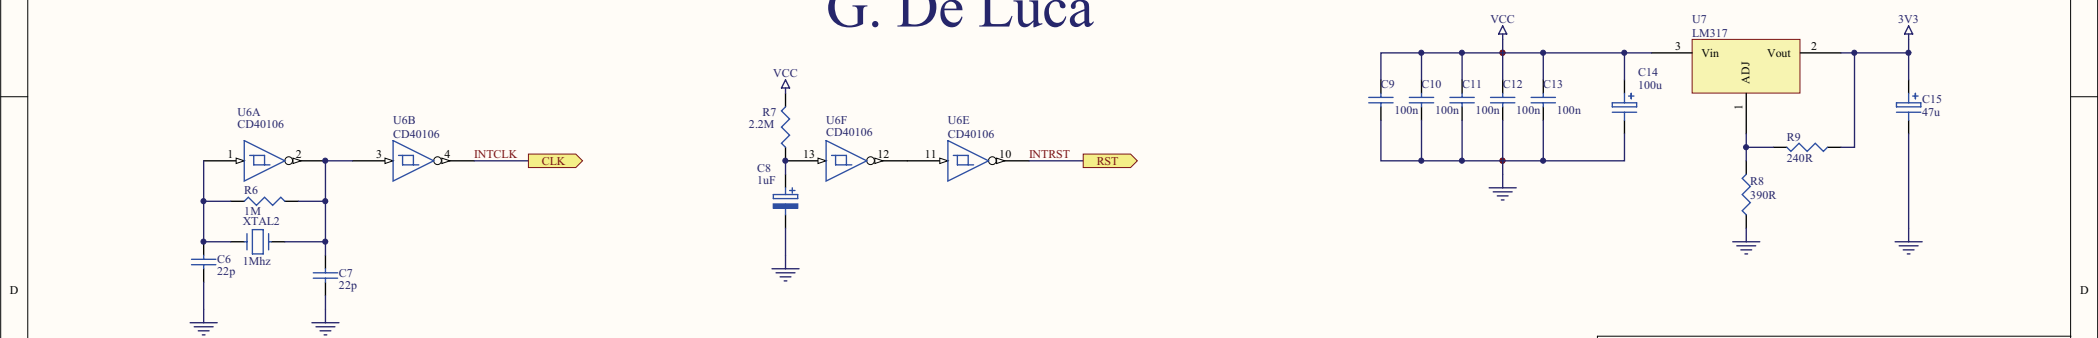 G. De Luca
U6A
CD40106
1
2
R6
1M
XTAL2
1Mhz
C6
22p
C7
22p
U6B
CD40106
3
4
INTCLK
CLK
VCC
R7
2.2M
C8
1uF
U6F
CD40106
13
12
U6E
CD40106
11
10
INTRST
RST
VCC
C9
100n
C10
100n
C11
100n
C12
100n
C13
100n
C14
100u
U7
LM317
3
Vin
Vout
2
ADJ
1
R9
240R
R8
390R
3V3
C15
47u
D
D